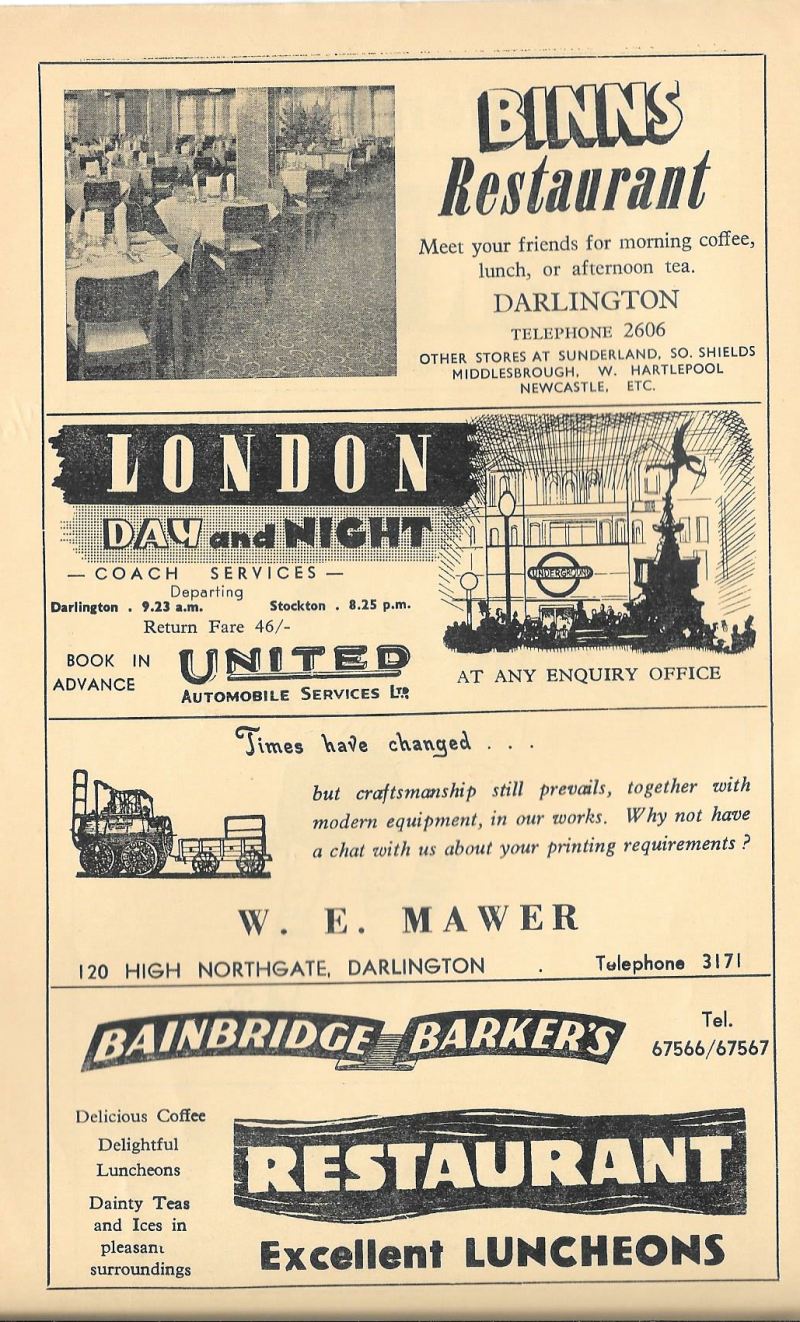 BINNS
Restaurant
Meet your friends for morning coffee,
lunch, or afternoon tea.
DARLINGTON
TELEPHONE 2606
OTHER STORES AT SUNDERLAND, SO. SHIELDS
MIDDLESBROUGH, W. HARTLEPOOL
NEWCASTLE, ETC.
LONDON
DAY and NIGHT
— COACH SERVICES —
Departing
Darlington . 9.23 a.m. Stockton . 8.25 p.m.
Return Fare 46/-
BOOK IN
ADVANCE
UNITED
AUTOMOBILE SERVICES LTD
UNDERGROUND
AT ANY ENQUIRY OFFICE
Times have changed . . .
but craftsmanship still prevails, together with
modern equipment, in our works. Why not have
a chat with us about your printing requirements ?
W. E. MAWER
120 HIGH NORTHGATE, DARLINGTON . Telephone 3171
BAINBRIDGE BARKER'S
Tel.
67566/67567
Delicious Coffee
Delightful
Luncheons
Dainty Teas
and Ices in
pleasant
surroundings
RESTAURANT
Excellent LUNCHEONS